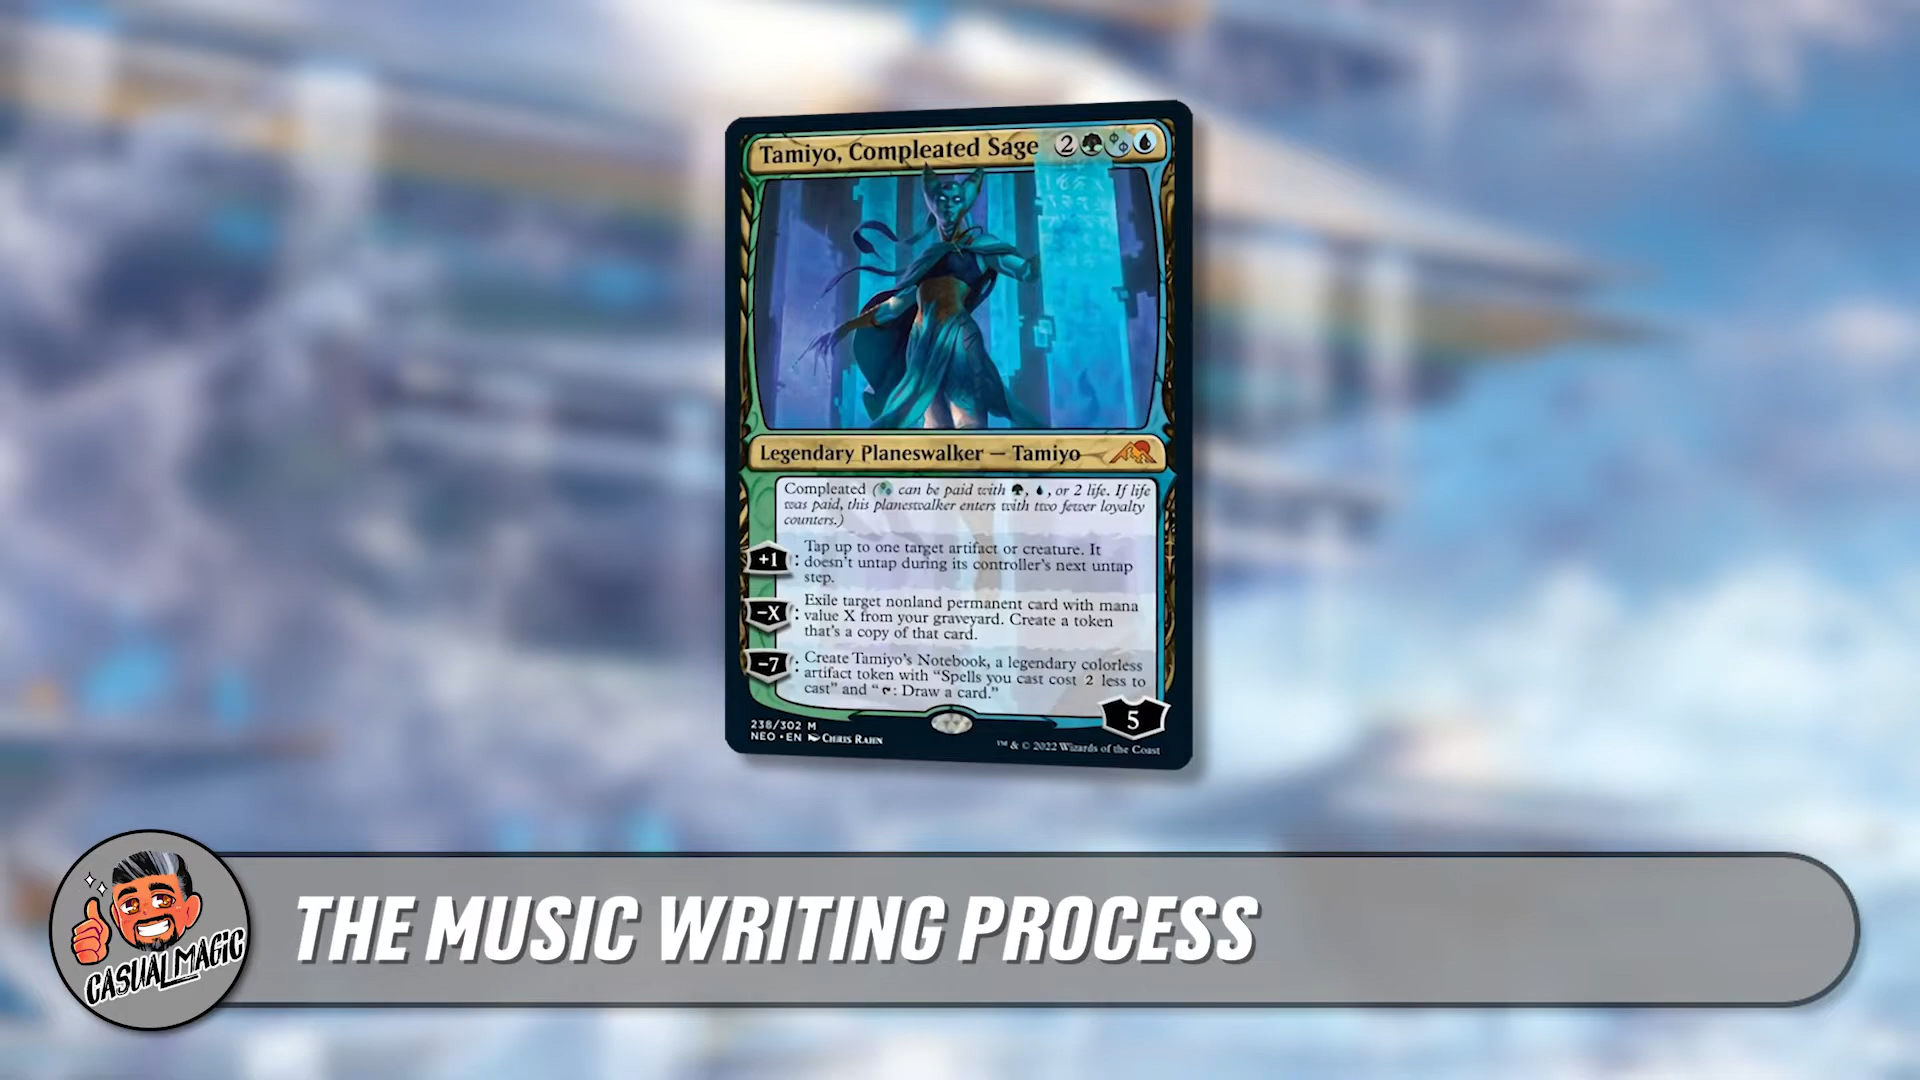 Tamiyo, Compleated Sage 2
Legendary Planeswalker — Tamiyo
Compleated ( can be paid with , , or 2 life. If life
was paid, this planeswalker enters with two fewer loyalty
counters.)
+1: Tap up to one target artifact or creature. It
doesn't untap during its controller's next untap
step.
-X: Exile target nonland permanent card with mana
value X from your graveyard. Create a token
that's a copy of that card.
-7: Create Tamiyo's Notebook, a legendary colorless
artifact token with “Spells you cast cost 2 less to
cast” and “: Draw a card.”
5
238/302 M
NEO • EN Chris Rahn
™ & © 2022 Wizards of the Coast
CASUAL MAGIC
THE MUSIC WRITING PROCESS